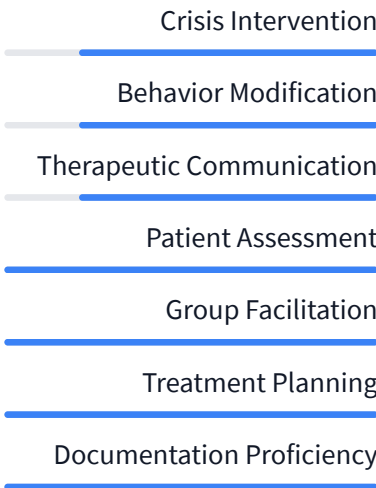 Crisis Intervention
Behavior Modification
Therapeutic Communication
Patient Assessment
Group Facilitation
Treatment Planning
Documentation Proficiency